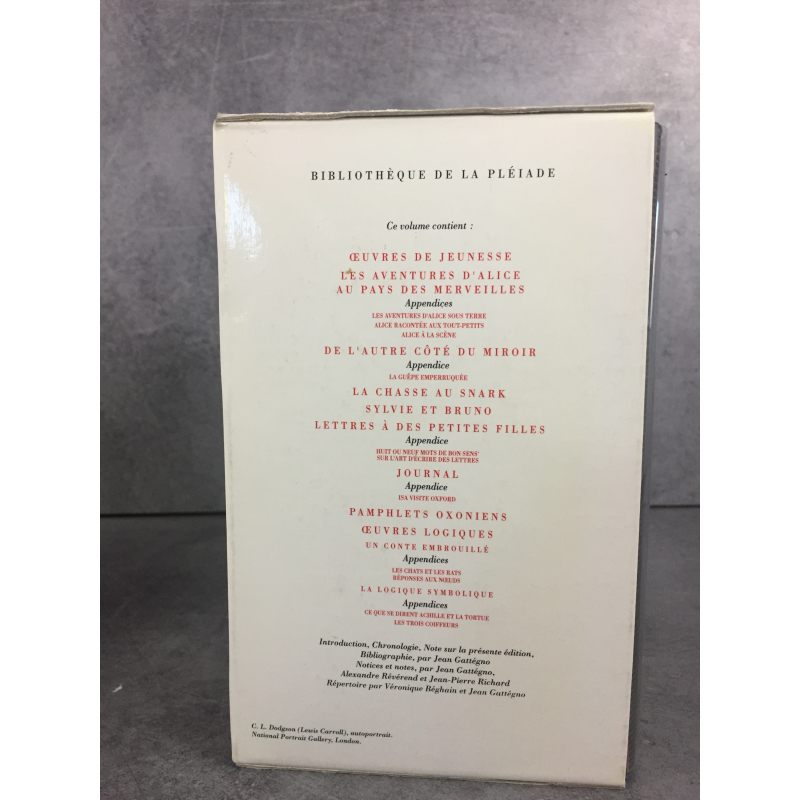 BIBLIOTHÈQUE DE LA PLÉIADE
Ce volume contient :
ŒUVRES DE JEUNESSE
LES AVENTURES D'ALICE
AU PAYS DES MERVEILLES
Appendices
LES AVENTURES D'ALICE SOUS TERRE
ALICE RACONTÉE AUX TOUT-PETITS
ALICE À LA SCÈNE
DE L'AUTRE CÔTÉ DU MIROIR
Appendice
LA GUÊPE EMPERRUQUÉE
LA CHASSE AU SNARK
SYLVIE ET BRUNO
LETTRES À DES PETITES FILLES
Appendice
HUIT OU NEUF MOTS DE BON SENS
SUR L'ART D'ÉCRIRE DES LETTRES
JOURNAL
Appendice
ISA VISITE OXFORD
PAMPHLETS OXONIENS
ŒUVRES LOGIQUES
UN CONTE EMBROUILLÉ
Appendices
LES CHATS ET LES RATS
RÉPONSES AUX NŒUDS
LA LOGIQUE SYMBOLIQUE
Appendices
CE QUE SE DIRENT ACHILLE ET LA TORTUE
LES TROIS COIFFEURS
Introduction, Chronologie, Note sur la présente édition,
Bibliographie, par Jean Gattégno
Notices et notes, par Jean Gattégno,
Alexandre Révérend et Jean-Pierre Richard
Répertoire par Véronique Béghain et Jean Gattégno
C. L. Dodgson (Lewis Carroll), autoportrait.
National Portrait Gallery, London.